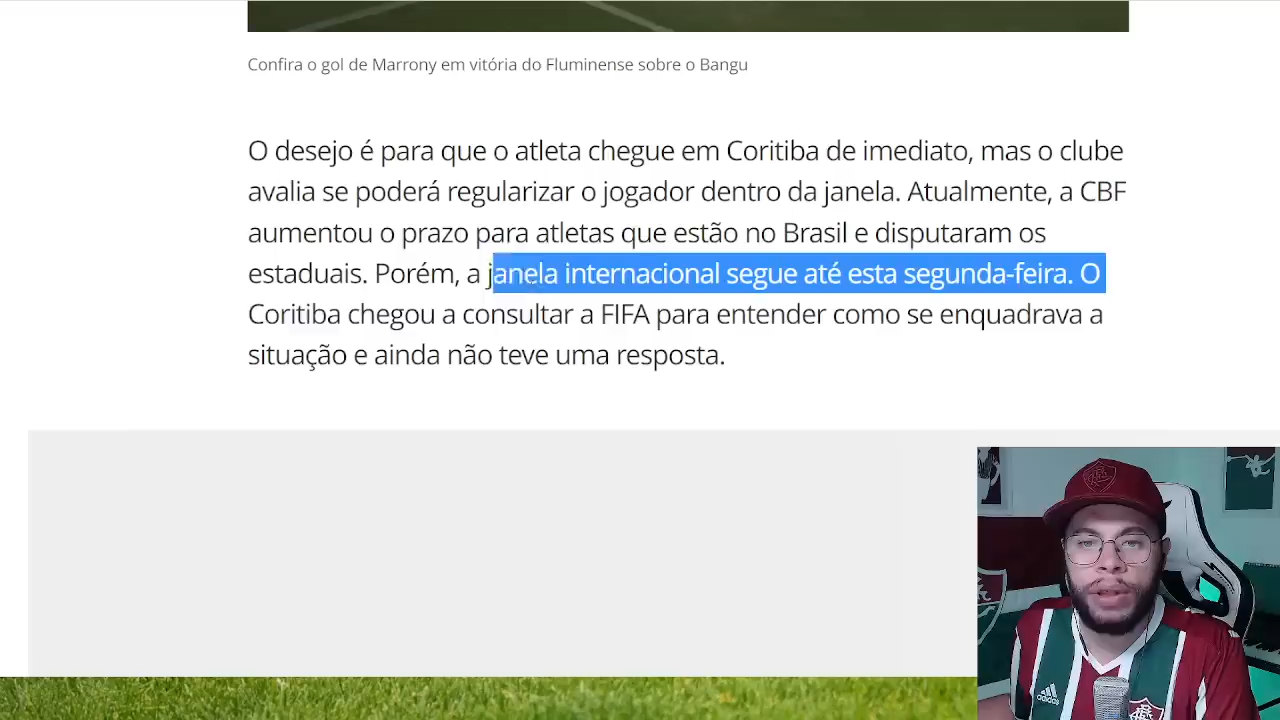 Confira o gol de Marrony em vitória do Fluminense sobre o Bangu
O desejo é para que o atleta chegue em Coritiba de imediato, mas o clube
avalia se poderá regularizar o jogador dentro da janela. Atualmente, a CBF
aumentou o prazo para atletas que estão no Brasil e disputaram os
estaduais. Porém, a janela internacional segue até esta segunda-feira. O
Coritiba chegou a consultar a FIFA para entender como se enquadrava a
situação e ainda não teve uma resposta.